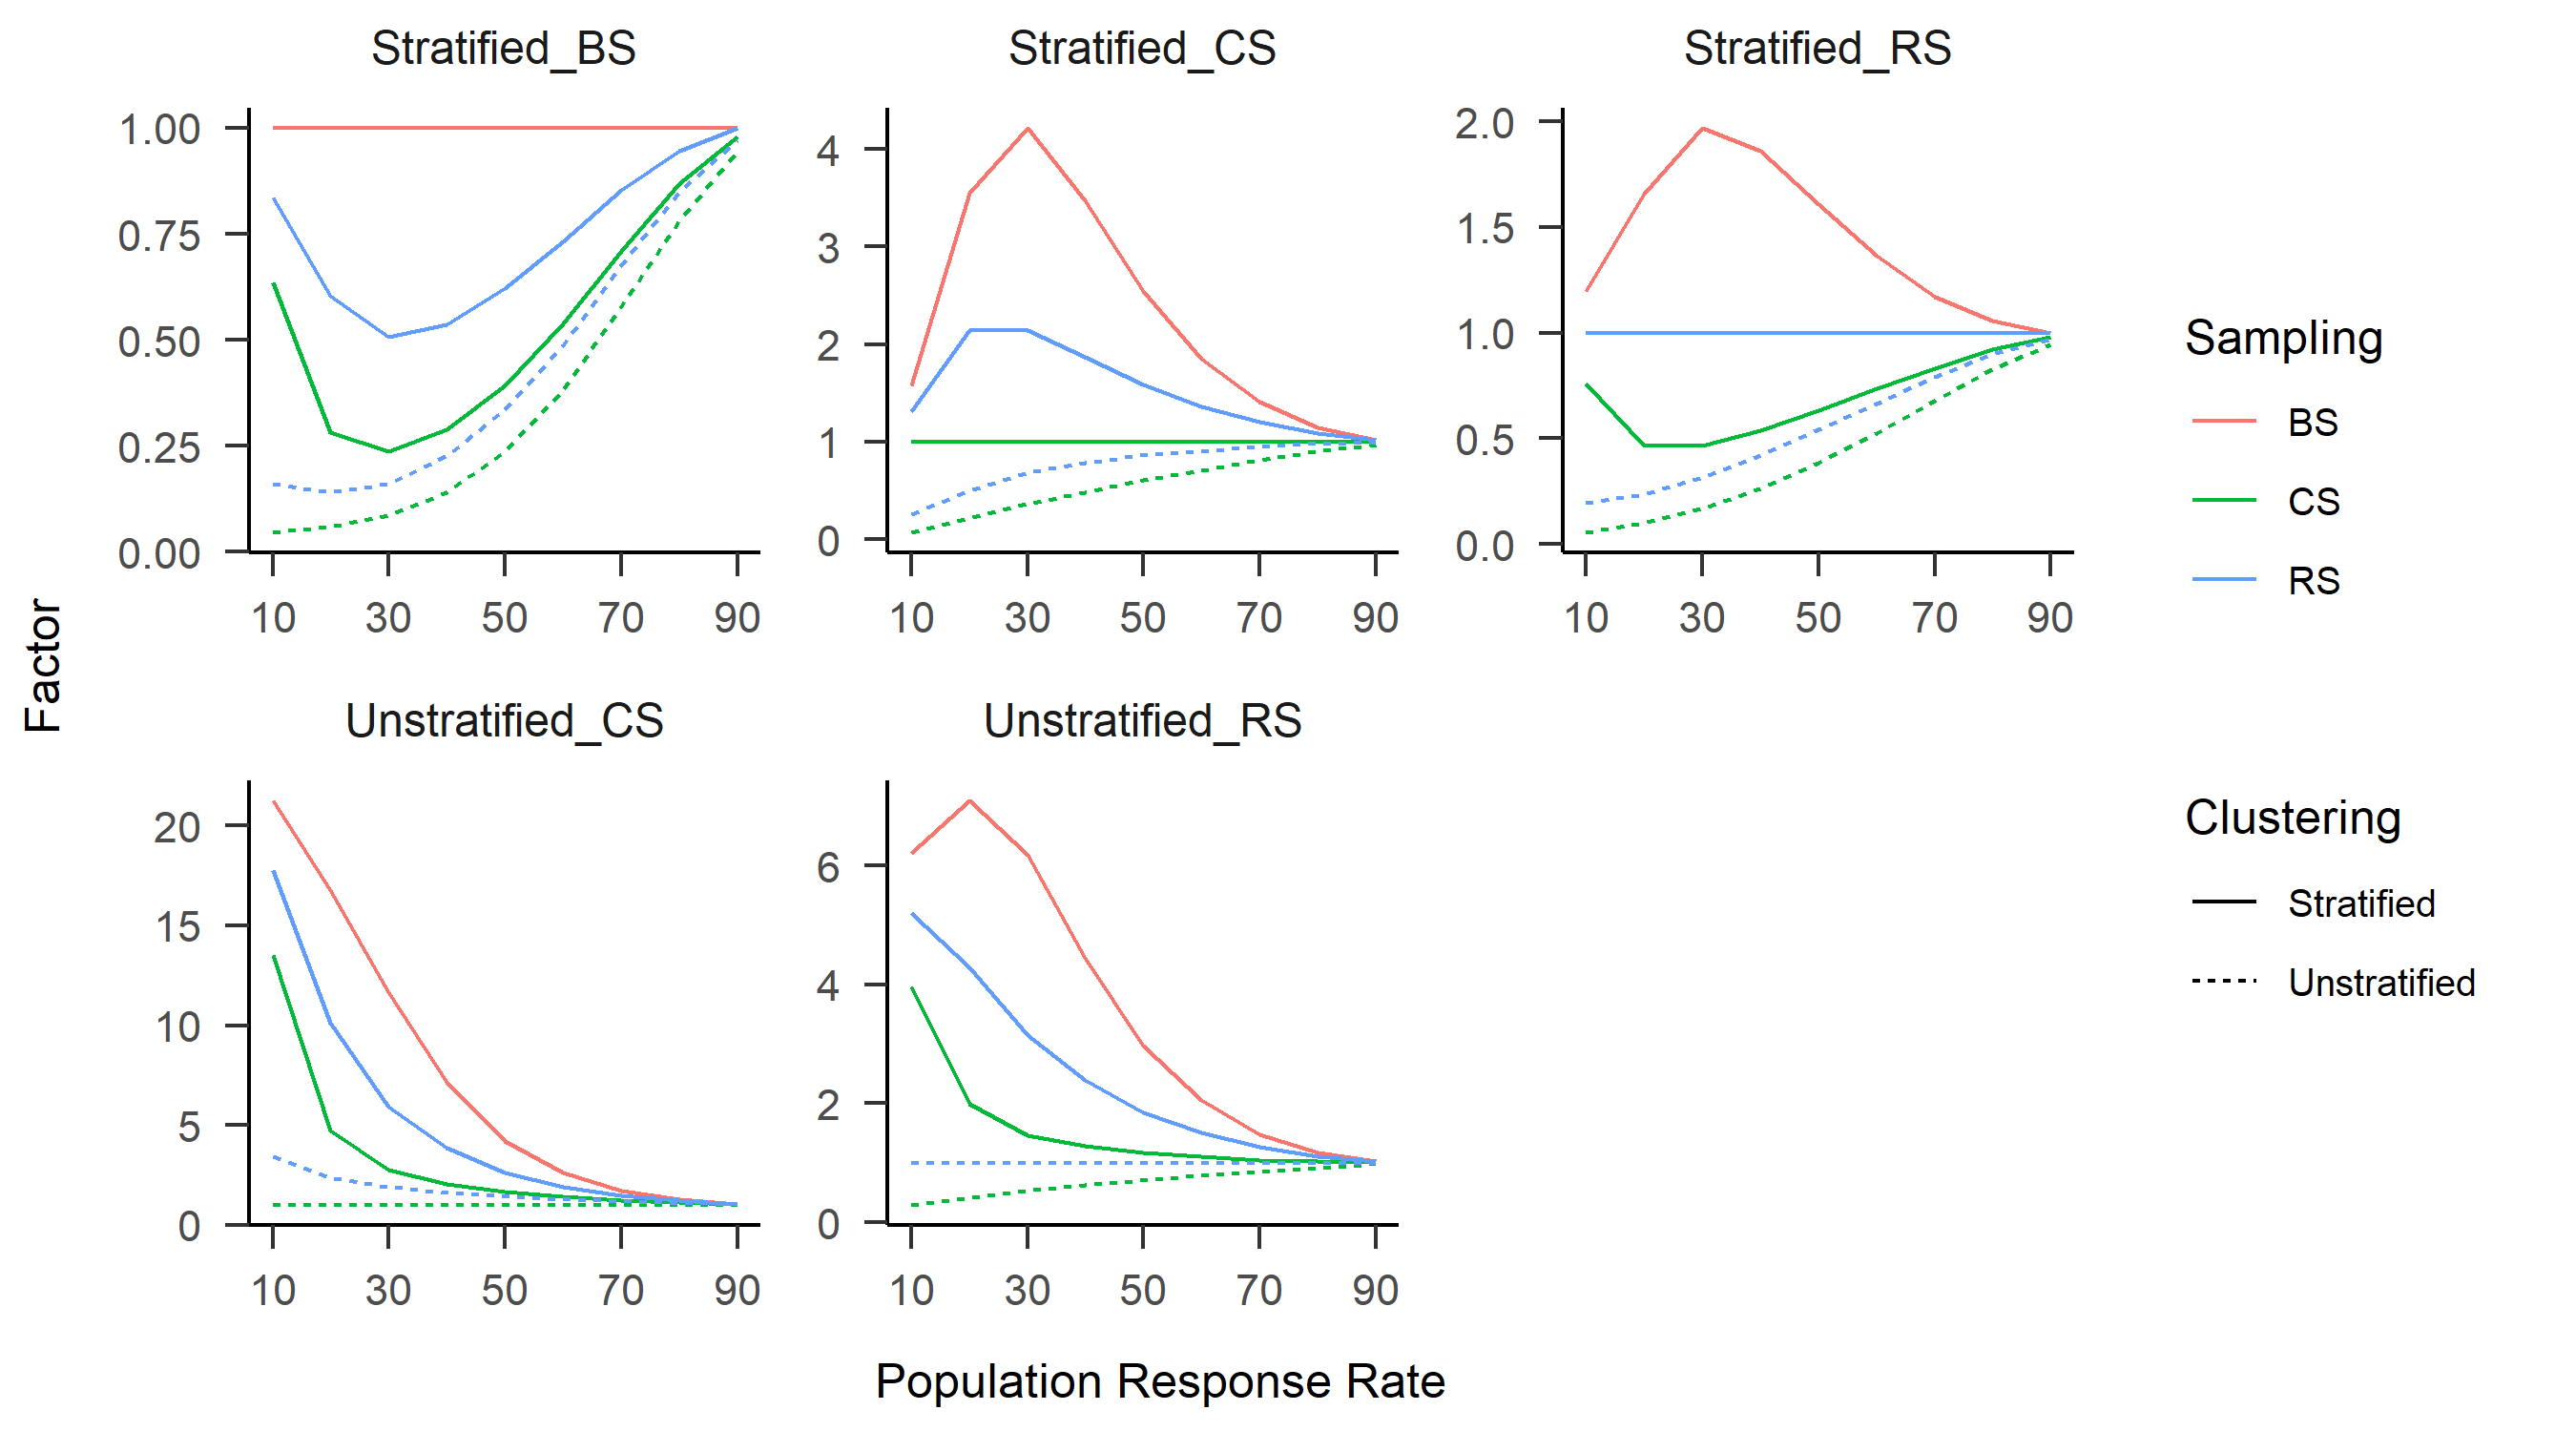 Stratified_BS
Stratified_CS
Stratified_RS
1.00
0.75
0.50
0.25
0.00
10 30 50 70 90
4
3
2
1
0
10 30 50 70 90
2.0
1.5
1.0
0.5
0.0
10 30 50 70 90
Factor
Unstratified_CS
Unstratified_RS
20
15
10
5
0
10 30 50 70 90
6
4
2
0
10 30 50 70 90
Population Response Rate
Sampling
BS
CS
RS
Clustering
Stratified
Unstratified